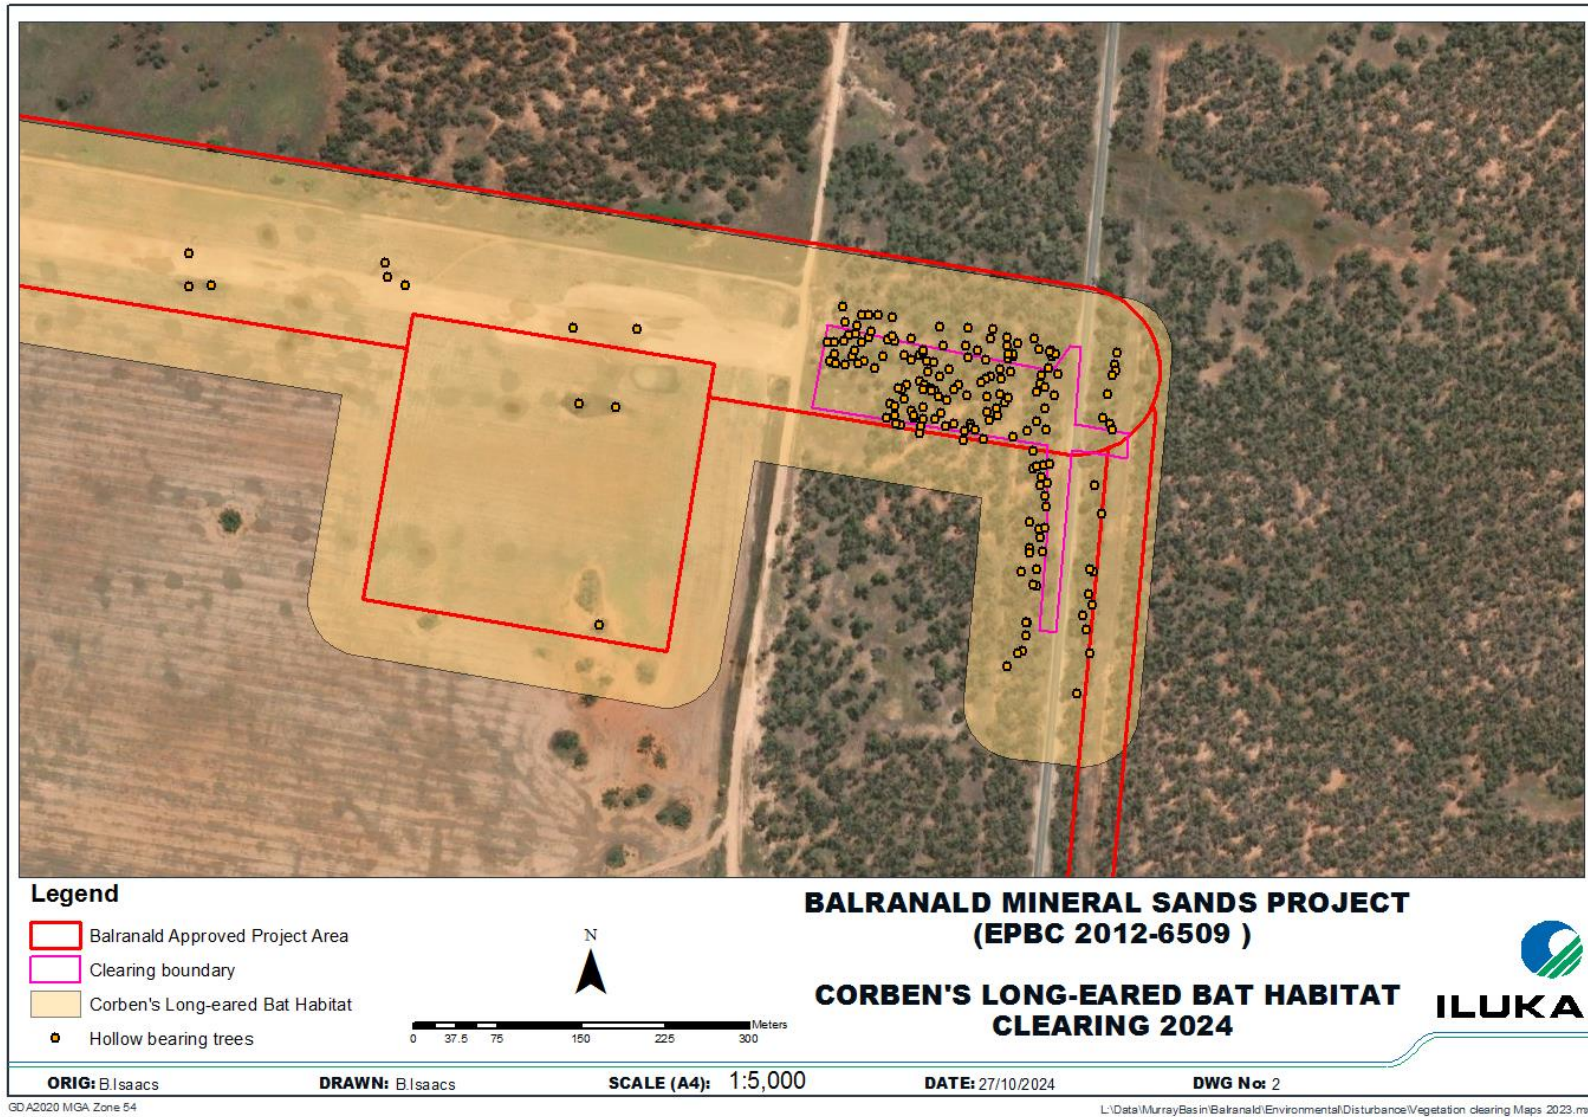 Legend
Balranald Approved Project Area
Clearing boundary
Corben's Long-eared Bat Habitat
Hollow bearing trees
N
Meters
0 37.5 75 150 225 300
BALRANALD MINERAL SANDS PROJECT
(EPBC 2012-6509 )
CORBEN'S LONG-EARED BAT HABITAT
CLEARING 2024
ILUKA
ORIG: B.Isaacs DRAWN: B.Isaacs SCALE (A4): 1:5,000 DATE: 27/10/2024 DWG No: 2
GDA2020 MGA Zone 54
L:\Data\MurrayBasin\Balranald\Environmental\Disturbance\Vegetation clearing Maps 2023.m